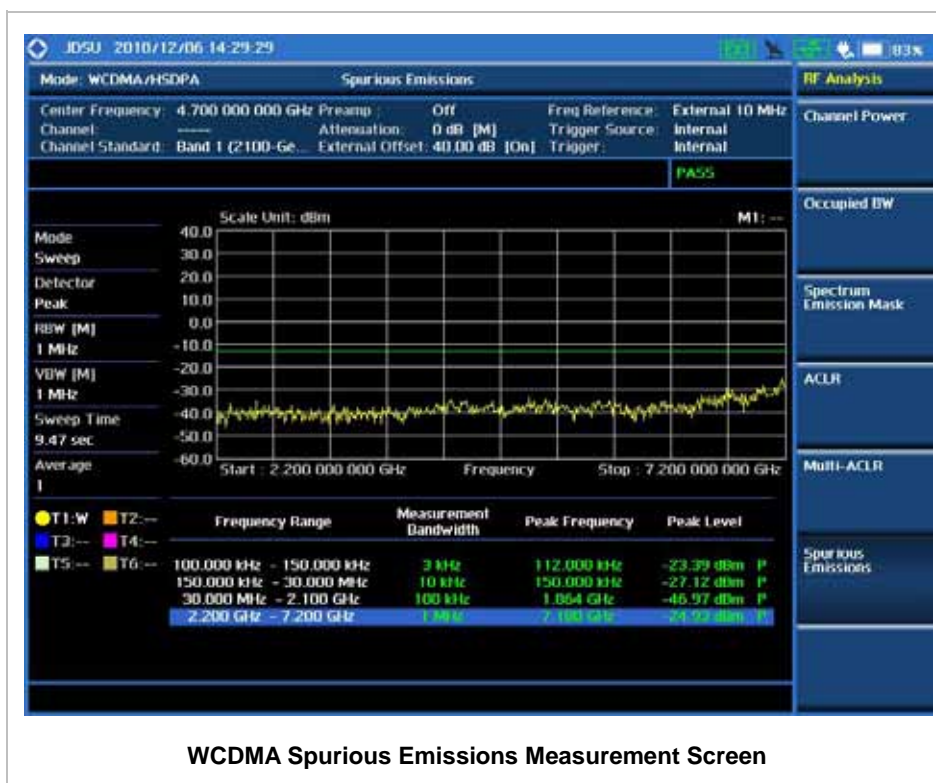 JDSU 2010/12/06 14:29:29
83%
Mode: WCDMA/HSDPA Spurious Emissions
RF Analysis
Center Frequency: 4.700 000 000 GHz Preamp : Off Freq Reference : External 10 MHz
Channel: ----- Attenuation: 0 dB [M] Trigger Source: Internal
Channel Standard: Band 1 (2100-Ge... External Offset: 40.00 dB [On] Trigger: Internal
PASS
Channel Power
Occupied BW
Spectrum
Emission Mask
ACLR
Multi-ACLR
Spurious
Emissions
Scale Unit: dBm M1: --
Mode
Sweep
Detector
Peak
RBW [M]
1 MHz
VBW [M]
1 MHz
Sweep Time
9.47 sec
Average
1
T1:W T2:--
T3:-- T4:--
T5:-- T6:--
40.0
30.0
20.0
10.0
0.0
-10.0
-20.0
-30.0
-40.0
-50.0
-60.0
Start : 2.200 000 000 GHz Frequency Stop : 7.200 000 000 GHz
Frequency Range Measurement Bandwidth Peak Frequency Peak Level
100.000 kHz - 150.000 kHz 3 kHz 112.000 kHz -23.39 dBm P
150.000 kHz - 30.000 MHz 10 kHz 150.000 kHz -27.12 dBm P
30.000 MHz - 2.100 GHz 100 kHz 1.864 GHz -46.97 dBm P
2.200 GHz - 7.200 GHz 1 MHz 7.180 GHz -24.93 dBm P
WCDMA Spurious Emissions Measurement Screen